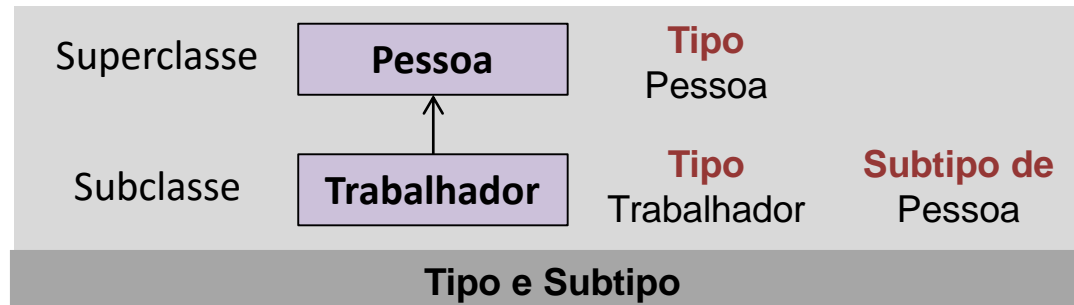 Superclasse
Pessoa
Tipo
Pessoa
Subclasse
Trabalhador
Tipo
Trabalhador
Subtipo de
Pessoa
Tipo e Subtipo